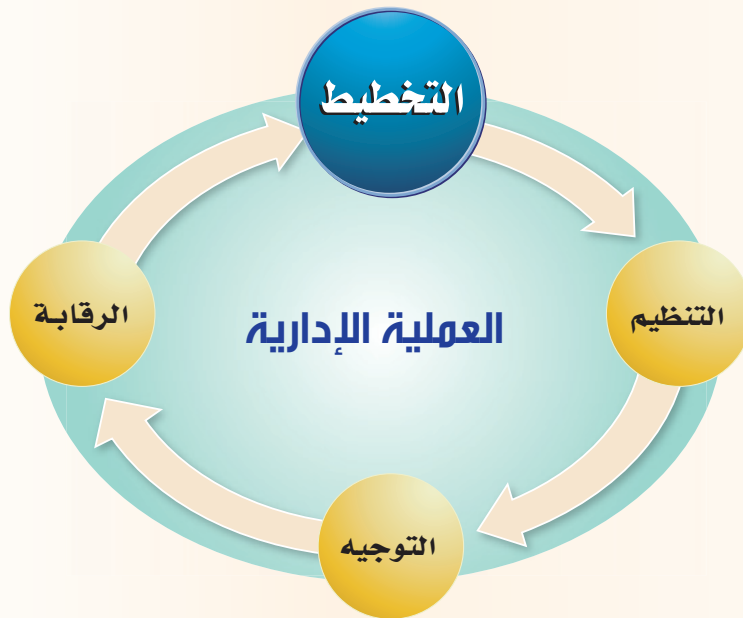 التخطيط
التنظيم
العملية الإدارية
الرقابة
التوجيه